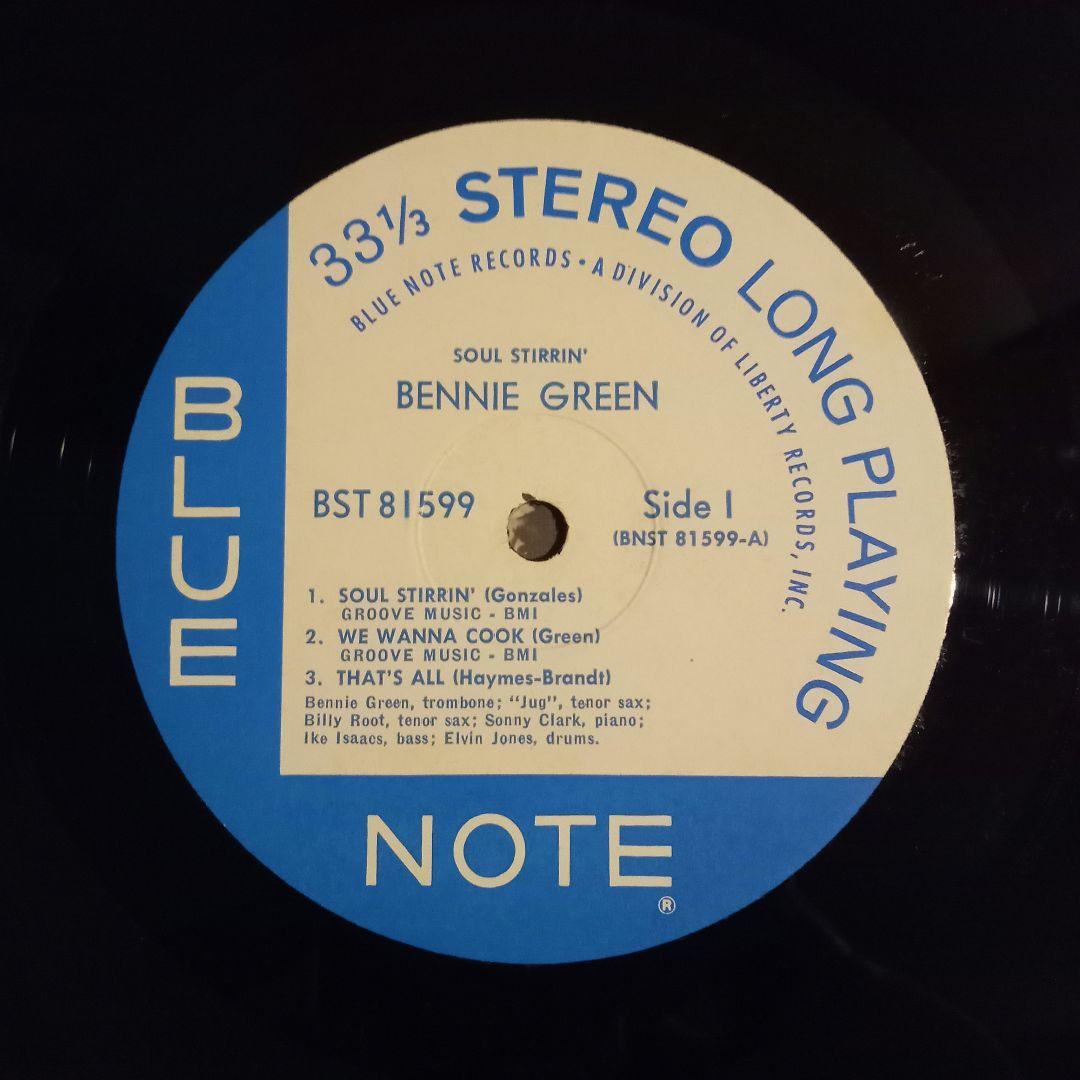 33⅓ STEREO LONG PLAYING
BLUE NOTE RECORDS • A DIVISION OF LIBERTY RECORDS, INC.
SOUL STIRRIN'
BENNIE GREEN
BST 81599
Side 1
(BNST 81599-A)
1. SOUL STIRRIN' (Gonzales)
GROOVE MUSIC - BMI
2. WE WANNA COOK (Green)
GROOVE MUSIC - BMI
3. THAT'S ALL (Haymes-Brandt)
Bennie Green, trombone; "Jug", tenor sax;
Billy Root, tenor sax; Sonny Clark, piano;
Ike Isaacs, bass; Elvin Jones, drums.
BLUE
NOTE
®